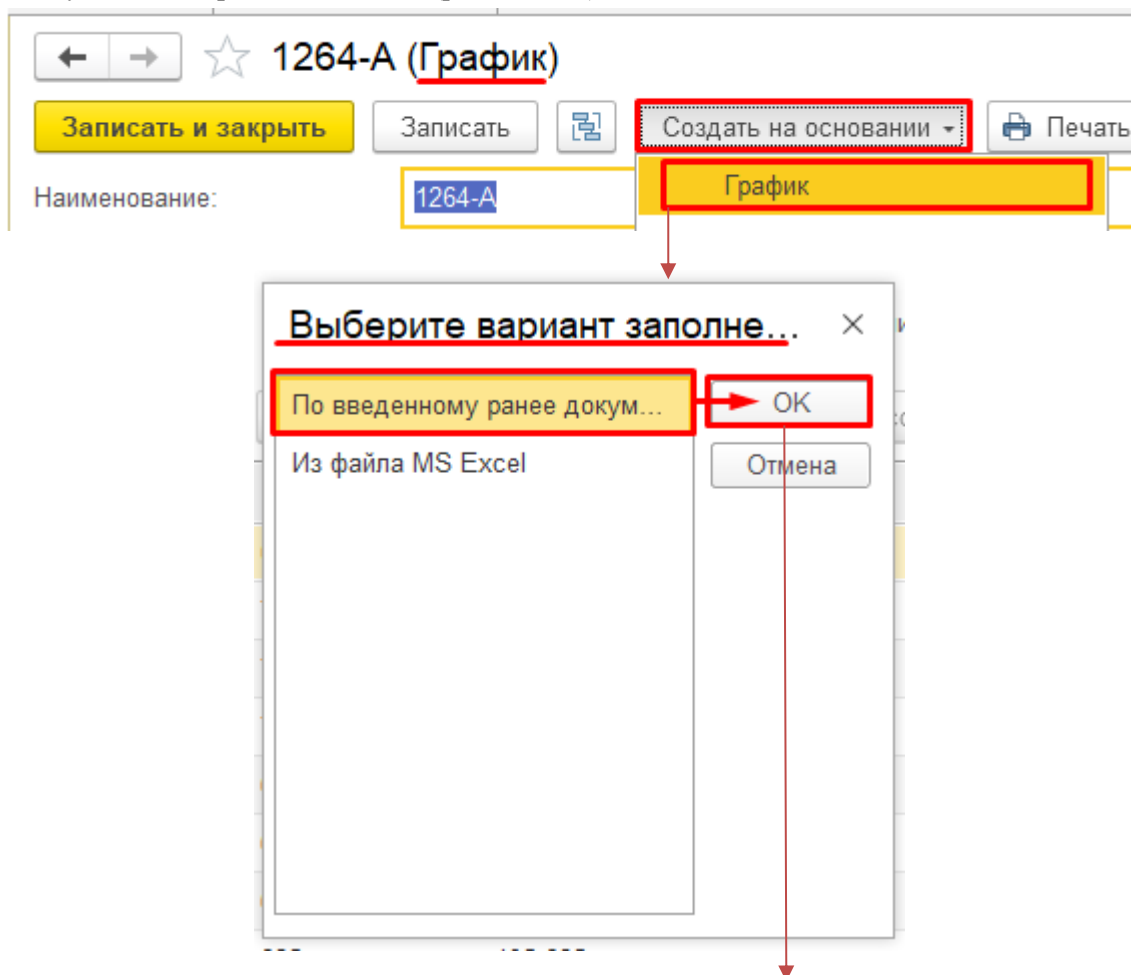 1264-А (График)
Записать и закрыть Записать Создать на основании Печать
Наименование: 1264-А График
Выберите вариант заполне...
По введенному ранее докум... OK
Из файла MS Excel Отмена